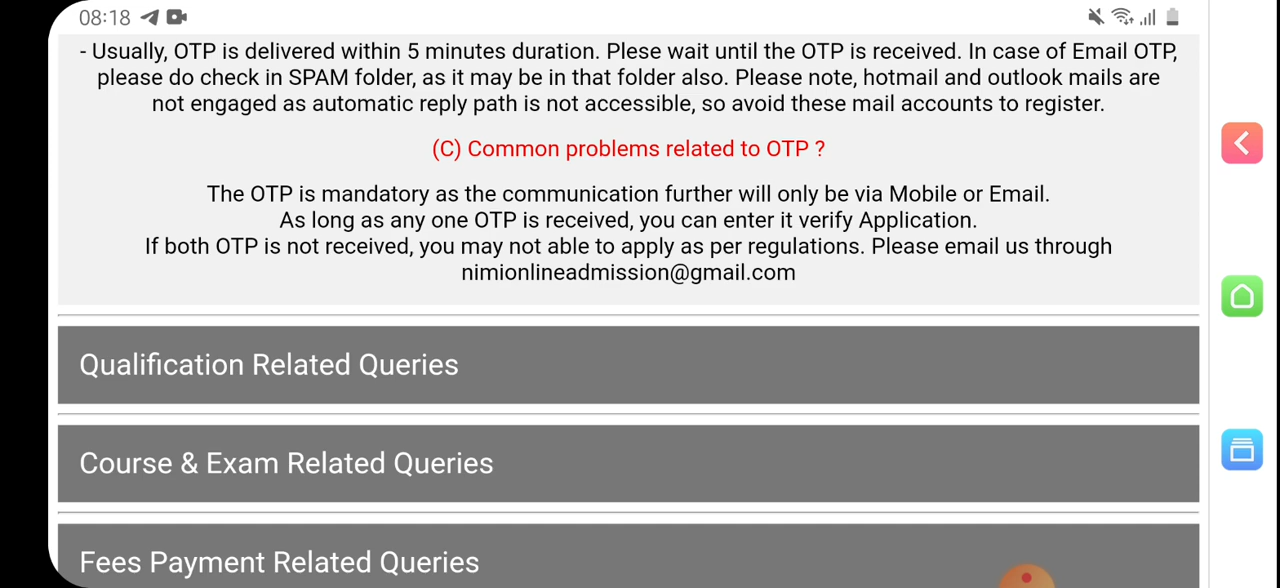 08:18
- Usually, OTP is delivered within 5 minutes duration. Plese wait until the OTP is received. In case of Email OTP,
please do check in SPAM folder, as it may be in that folder also. Please note, hotmail and outlook mails are
not engaged as automatic reply path is not accessible, so avoid these mail accounts to register.
(C) Common problems related to OTP ?
The OTP is mandatory as the communication further will only be via Mobile or Email.
As long as any one OTP is received, you can enter it verify Application.
If both OTP is not received, you may not able to apply as per regulations. Please email us through
nimionlineadmission@gmail.com
Qualification Related Queries
Course & Exam Related Queries
Fees Payment Related Queries